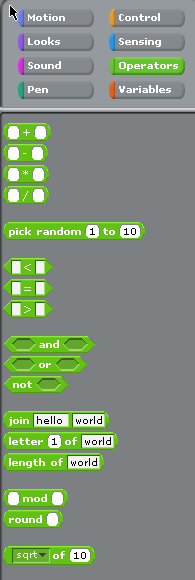 Motion Control
Looks Sensing
Sound Operators
Pen Variables
+
-
*
/
pick random 1 to 10
<
=
>
and
or
not
join hello world
letter 1 of world
length of world
mod
round
sqrt of 10